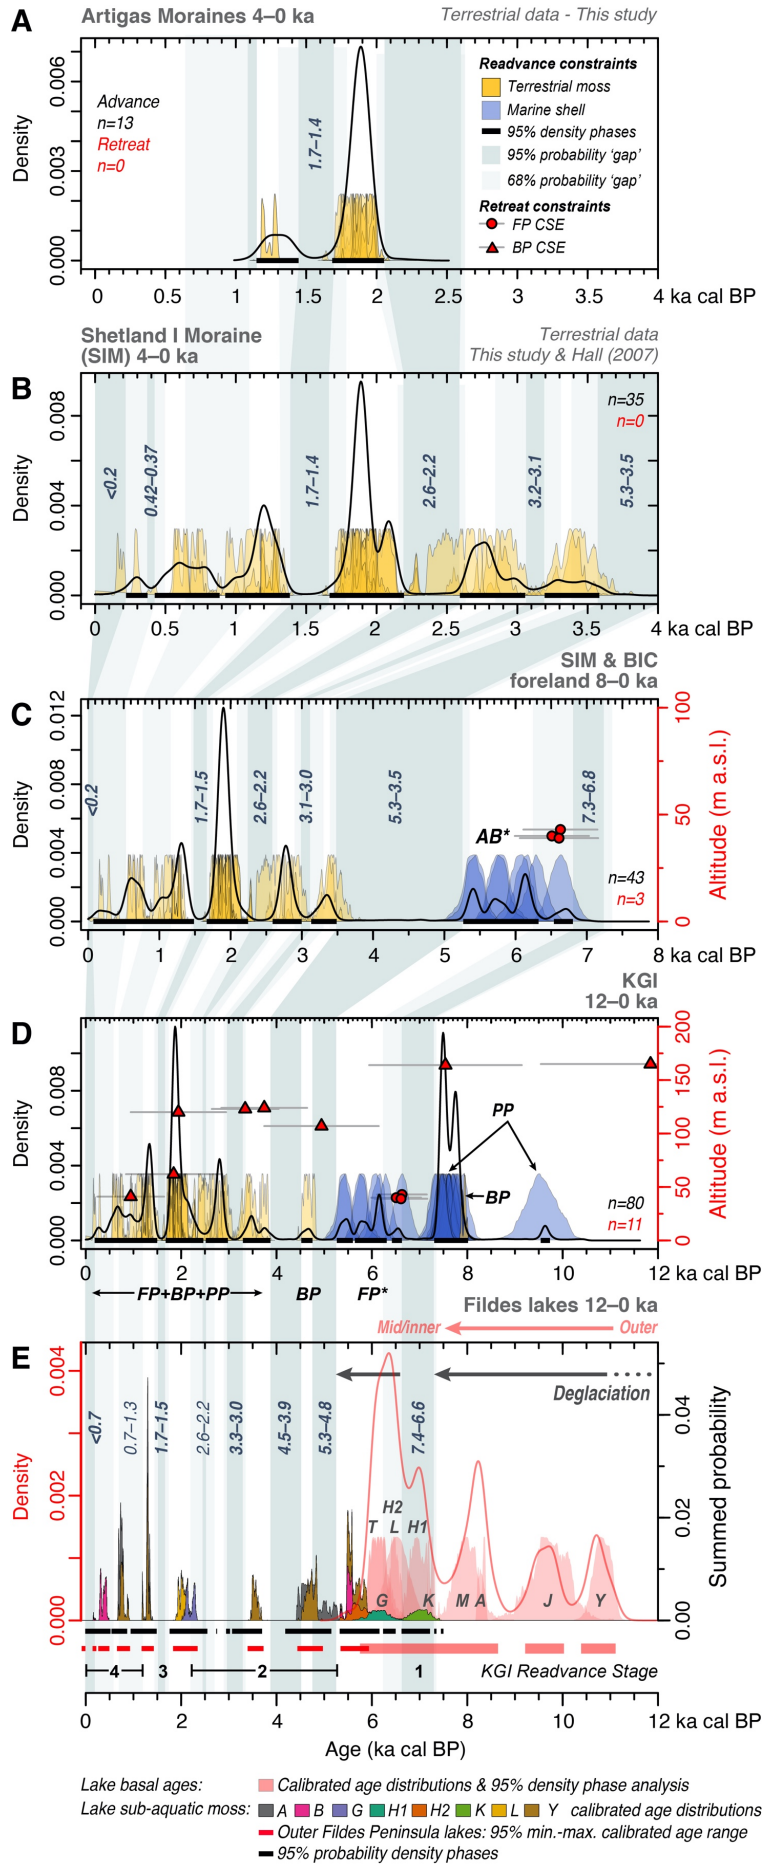 A
Artigas Moraines 4–0 ka
Terrestrial data - This study
Density
0.006
0.003
0.000
Advance
n=13
Retreat
n=0
1.7–1.4
Readvance constraints
Terrestrial moss
Marine shell
95% density phases
95% probability ‘gap’
68% probability ‘gap’
Retreat constraints
FP CSE
BP CSE
0 0.5 1 1.5 2 2.5 3 3.5 4 ka cal BP
Shetland I Moraine
(SIM) 4–0 ka
Terrestrial data
This study & Hall (2007)
B
Density
0.008
0.004
0.000
n=35
n=0
<0.2
0.42–0.37
1.7–1.4
2.6–2.2
3.2–3.1
5.3–3.5
0 0.5 1 1.5 2 2.5 3 3.5 4 ka cal BP
SIM & BIC
foreland 8–0 ka
C
Density
0.012
0.008
0.004
0.000
<0.2
1.7–1.5
2.6–2.2
3.1–3.0
5.3–3.5
7.3–6.8
AB*
n=43
n=3
100
50
0
Altitude (m a.s.l.)
0 1 2 3 4 5 6 7 8 ka cal BP
KGI
12–0 ka
D
Density
0.008
0.004
0.000
PP
BP
n=80
n=11
200
150
100
50
0
Altitude (m a.s.l.)
0 2 4 6 8 10 12 ka cal BP
FP+BP+PP BP FP*
Fildes lakes 12–0 ka
Mid/inner Outer
E
Density
0.004
0.002
0.000
Deglaciation
<0.7
0.7–1.3
1.7–1.5
2.6–2.2
3.3–3.0
4.5–3.9
5.3–4.8
7.4–6.6
H2
T L H1
G K M A J Y
0.04
0.02
0.00
Summed probability
4 3 2 1 KGI Readvance Stage
0 2 4 6 8 10 12 ka cal BP
Age (ka cal BP)
Lake basal ages: Calibrated age distributions & 95% density phase analysis
Lake sub-aquatic moss: A B G H1 H2 K L Y calibrated age distributions
Outer Fildes Peninsula lakes: 95% min.-max. calibrated age range
95% probability density phases